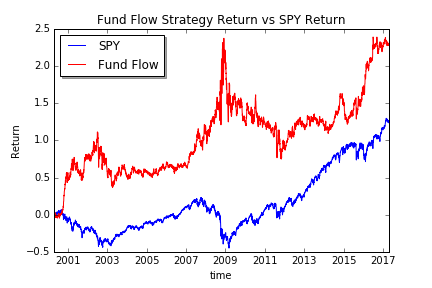 Fund Flow Strategy Return vs SPY Return
SPY
Fund Flow
Return
2.5
2.0
1.5
1.0
0.5
0.0
−0.5
2001 2003 2005 2007 2009 2011 2013 2015 2017
time